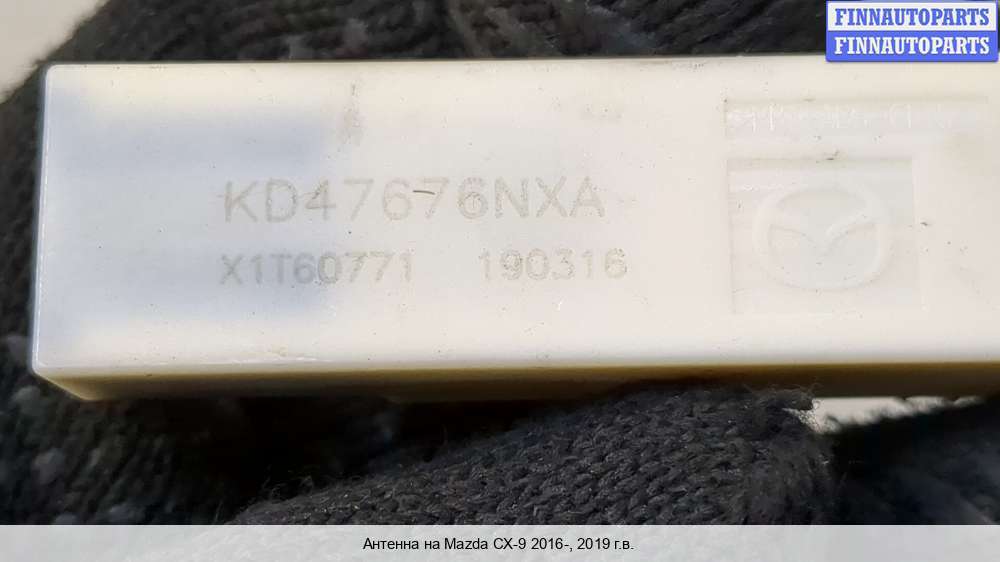 FINNAUTOPARTS
FINNAUTOPARTS
KD47676NXA
X1T60771 190316
Антенна на Mazda CX-9 2016-, 2019 г.в.